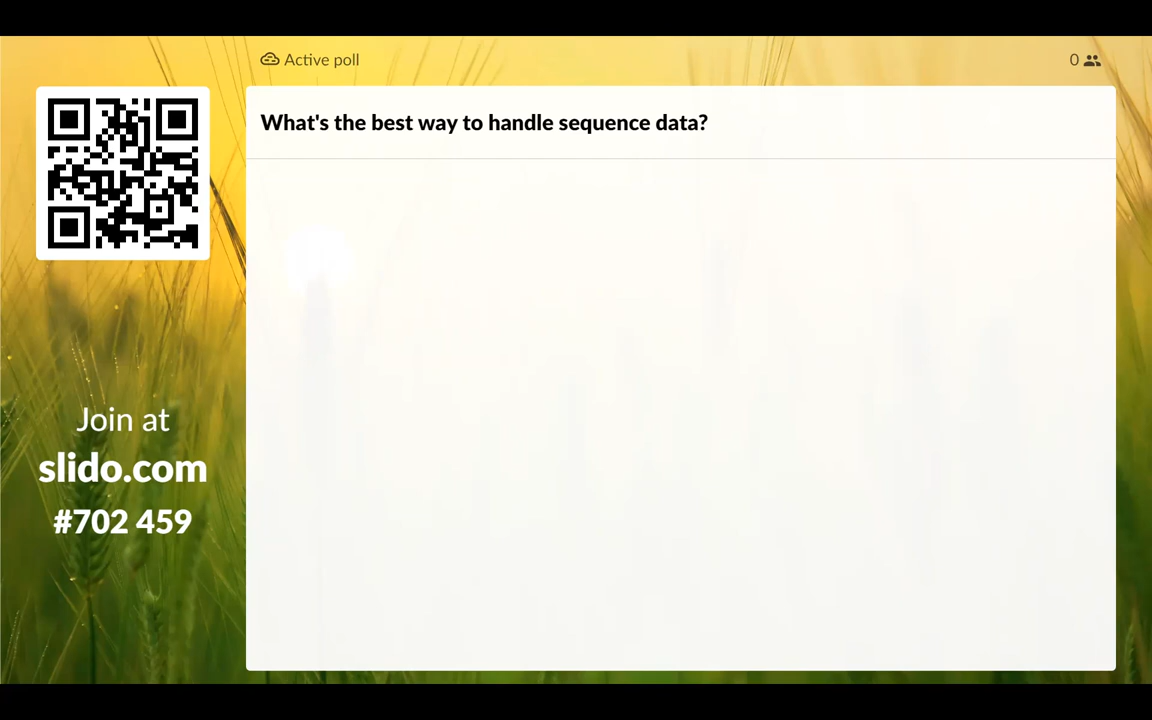 Active poll
0
What's the best way to handle sequence data?
Join at
slido.com
#702 459